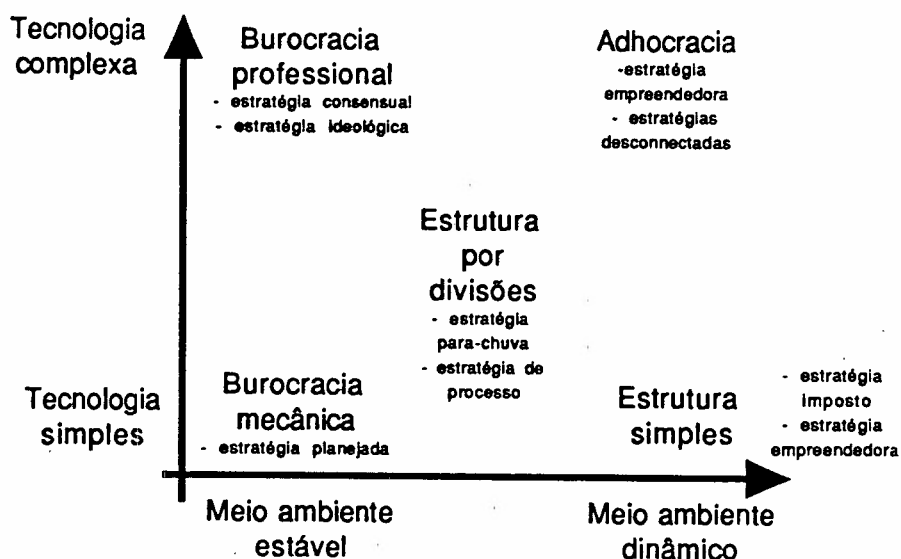 Tecnologia
complexa
Burocracia
professional
- estratégia consensual
- estratégia ideológica
Adhocracia
-estratégia
empreendedora
- estratégias
desconnectadas
Estrutura
por
divisões
- estratégia
para-chuva
- estratégia de
processo
Tecnologia
simples
Burocracia
mecânica
- estratégia planejada
Estrutura
simples
- estratégia
imposto
- estratégia
empreendedora
Meio ambiente
estável
Meio ambiente
dinâmico